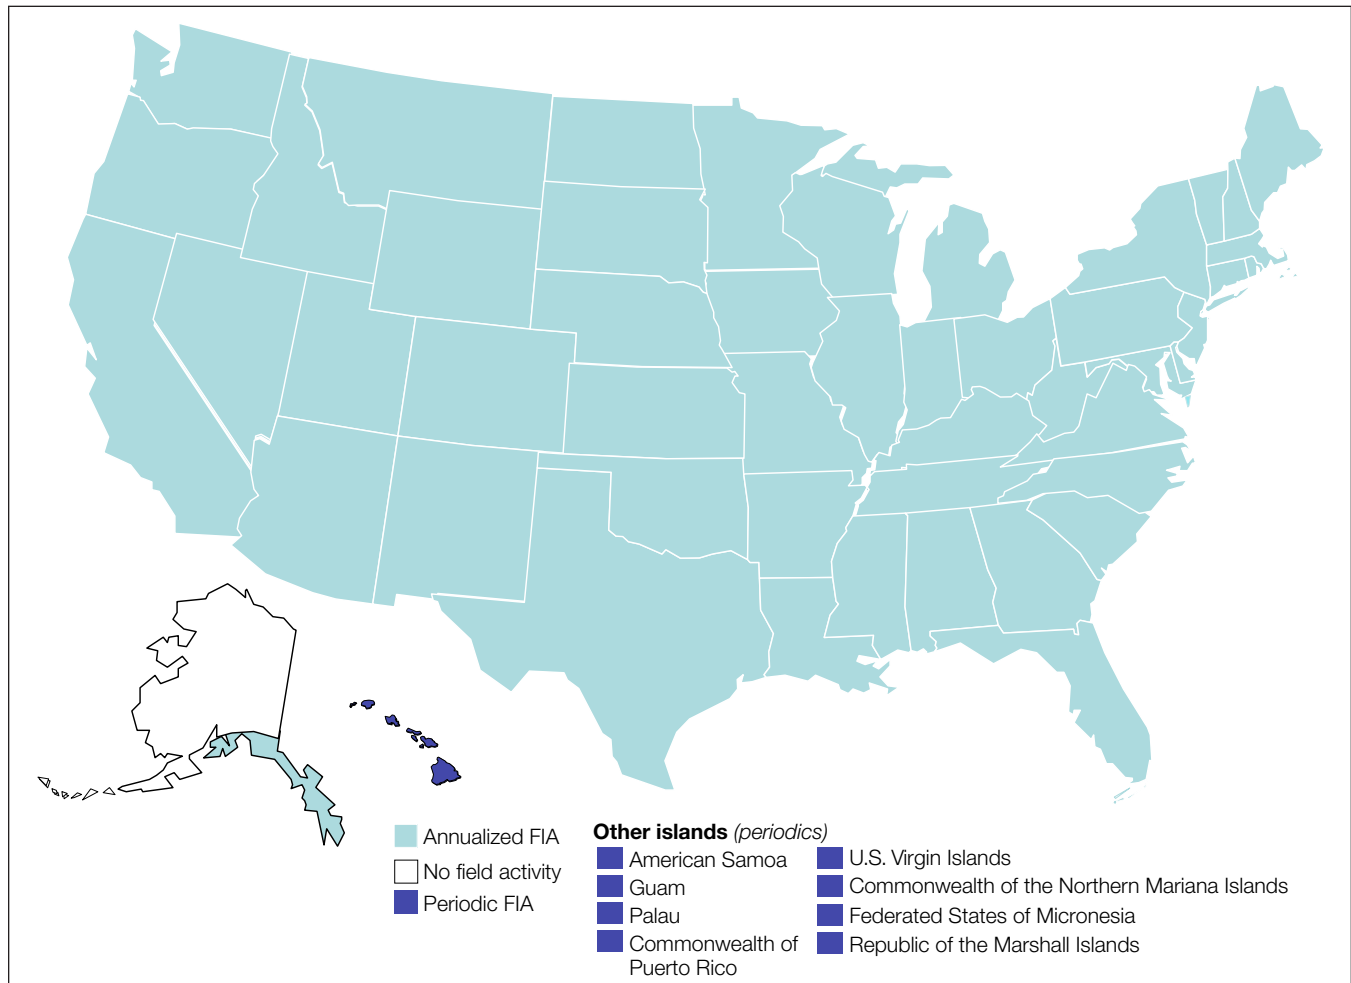 Annualized FIA
No field activity
Periodic FIA
Other islands (periodics)
American Samoa
Guam
Palau
Commonwealth of
Puerto Rico
U.S. Virgin Islands
Commonwealth of the Northern Mariana Islands
Federated States of Micronesia
Republic of the Marshall Islands